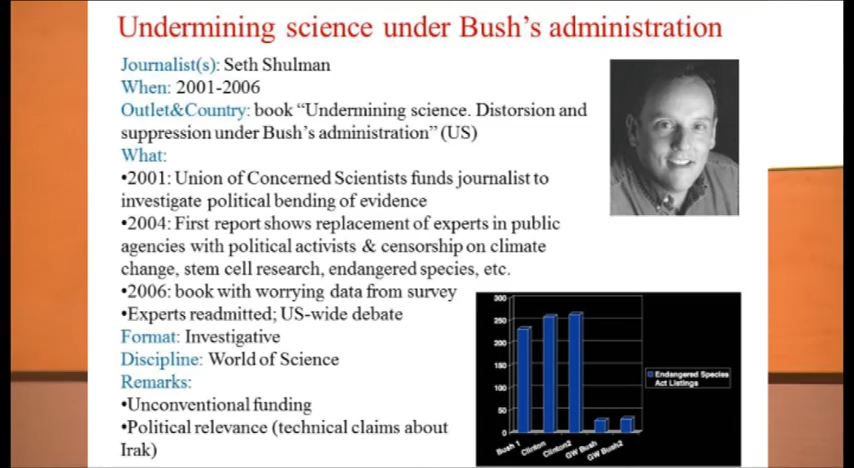 Undermining science under Bush's administration
Journalist(s): Seth Shulman
When: 2001-2006
Outlet&Country: book “Undermining science. Distorsion and
suppression under Bush's administration” (US)
What:
•2001: Union of Concerned Scientists funds journalist to
investigate political bending of evidence
•2004: First report shows replacement of experts in public
agencies with political activists & censorship on climate
change, stem cell research, endangered species, etc.
•2006: book with worrying data from survey
•Experts readmitted; US-wide debate
Format: Investigative
Discipline: World of Science
Remarks:
•Unconventional funding
•Political relevance (technical claims about
Irak)
300
250
200
150
100
50
0
Bush 1
Clinton
Clinton2
GW Bush
GW Bush2
Endangered Species
Act Listings